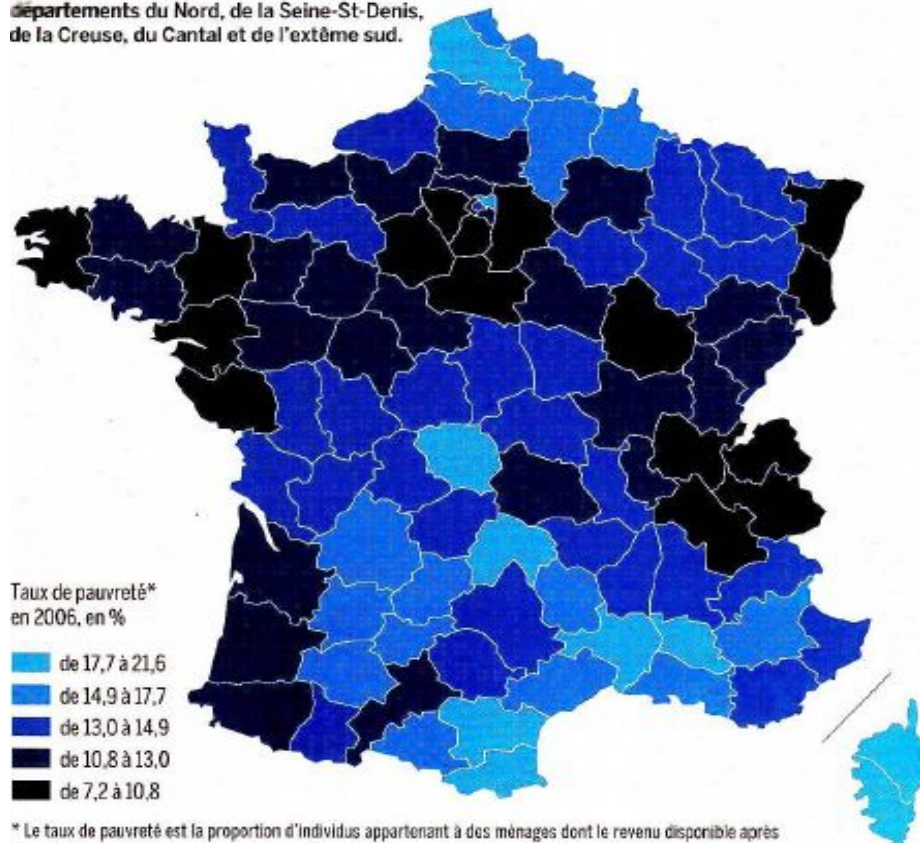 départements du Nord, de la Seine-St-Denis,
de la Creuse, du Cantal et de l'extême sud.
Taux de pauvreté*
en 2006, en %
de 17,7 à 21,6
de 14,9 à 17,7
de 13,0 à 14,9
de 10,8 à 13,0
de 7,2 à 10,8
* Le taux de pauvreté est la proportion d'individus appartenant à des ménages dont le revenu disponible après